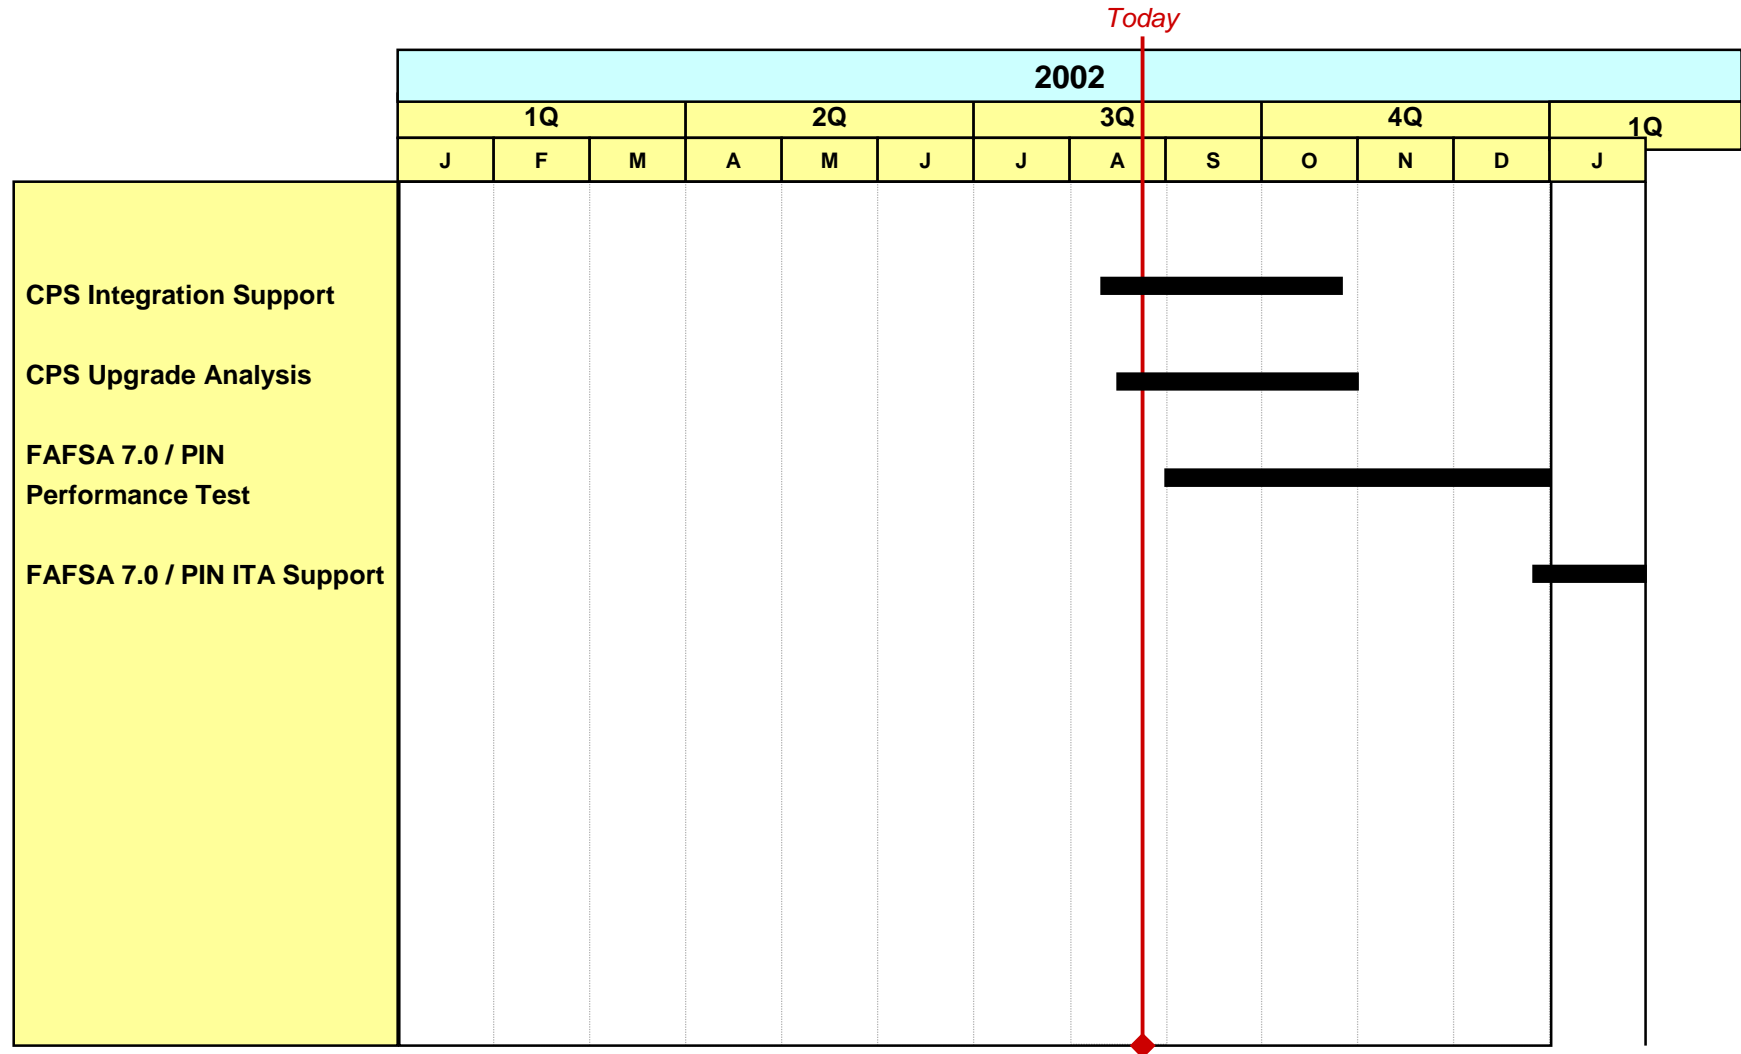 Today
2002
1Q 2Q 3Q 4Q 1Q
J F M A M J J A S O N D J
CPS Integration Support
CPS Upgrade Analysis
FAFSA 7.0 / PIN
Performance Test
FAFSA 7.0 / PIN ITA Support